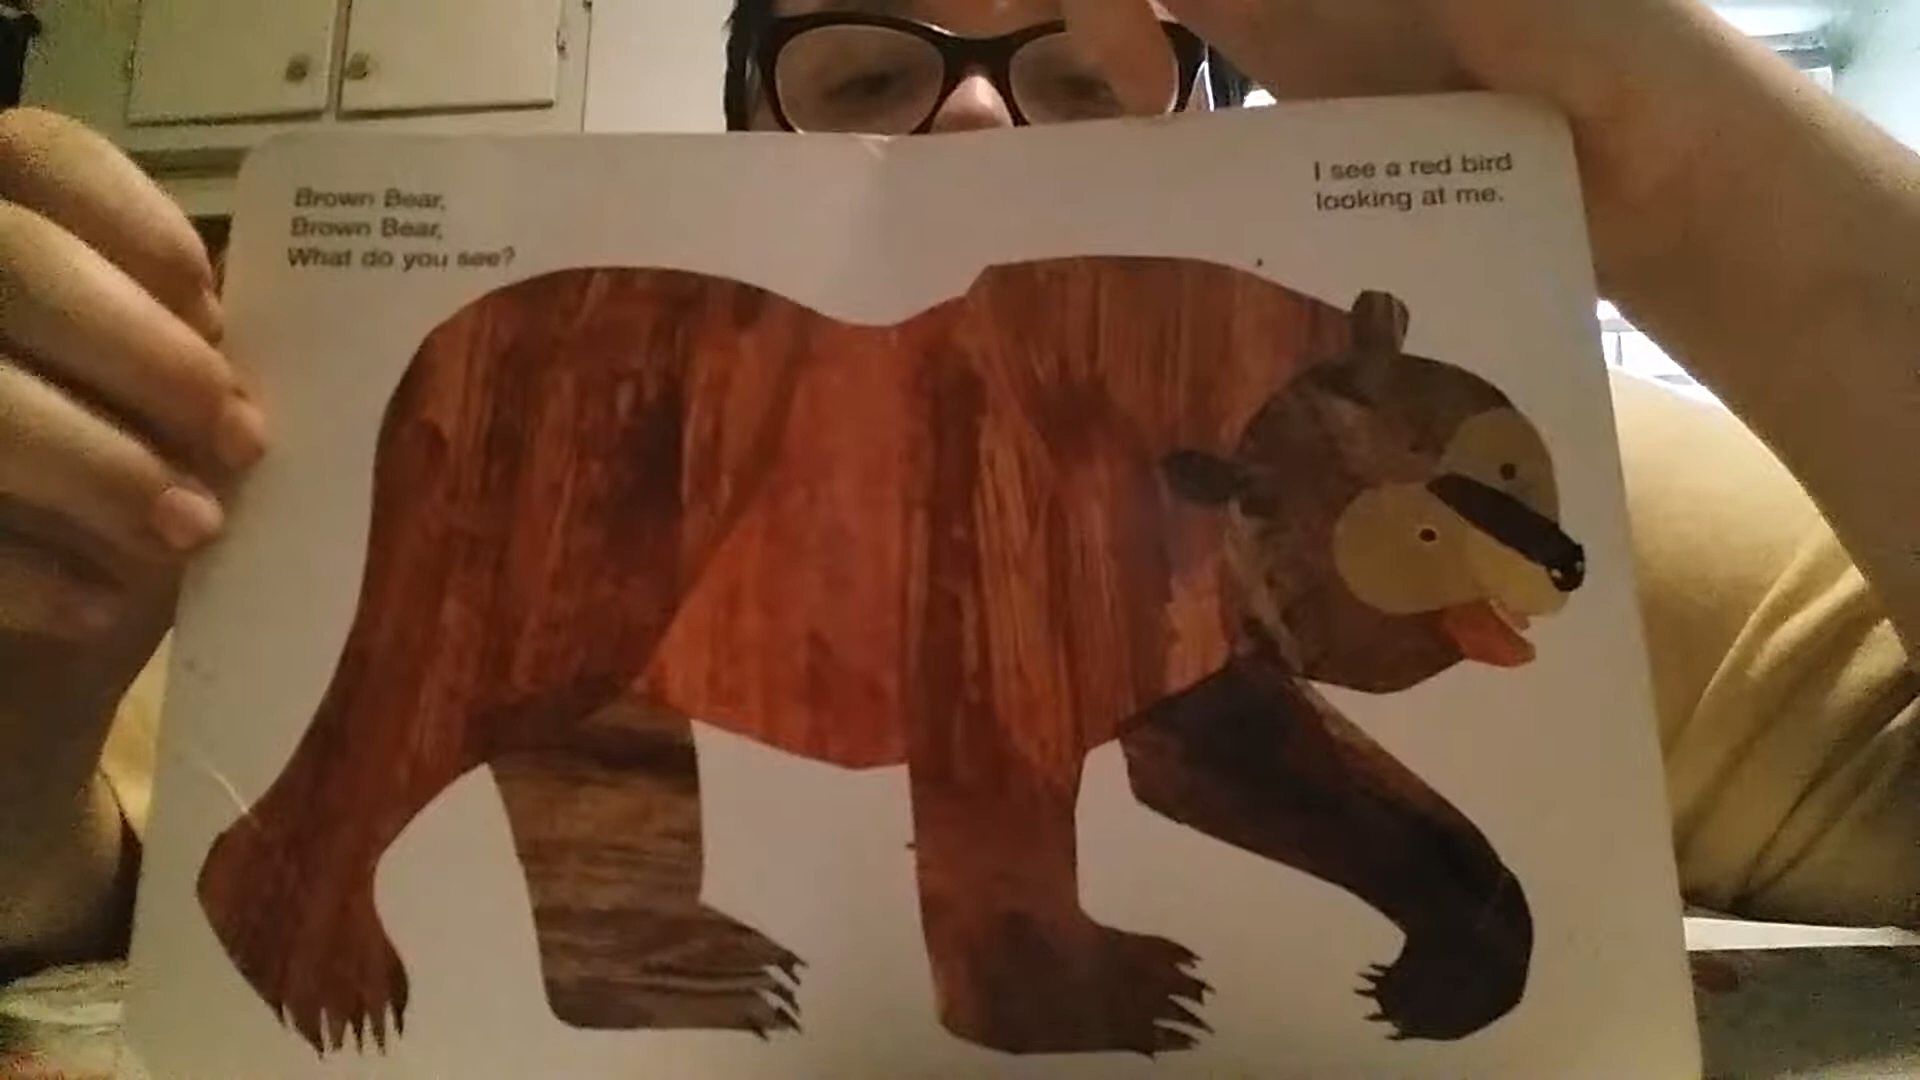 Brown Bear,
Brown Bear,
What do you see?
I see a red bird
looking at me.